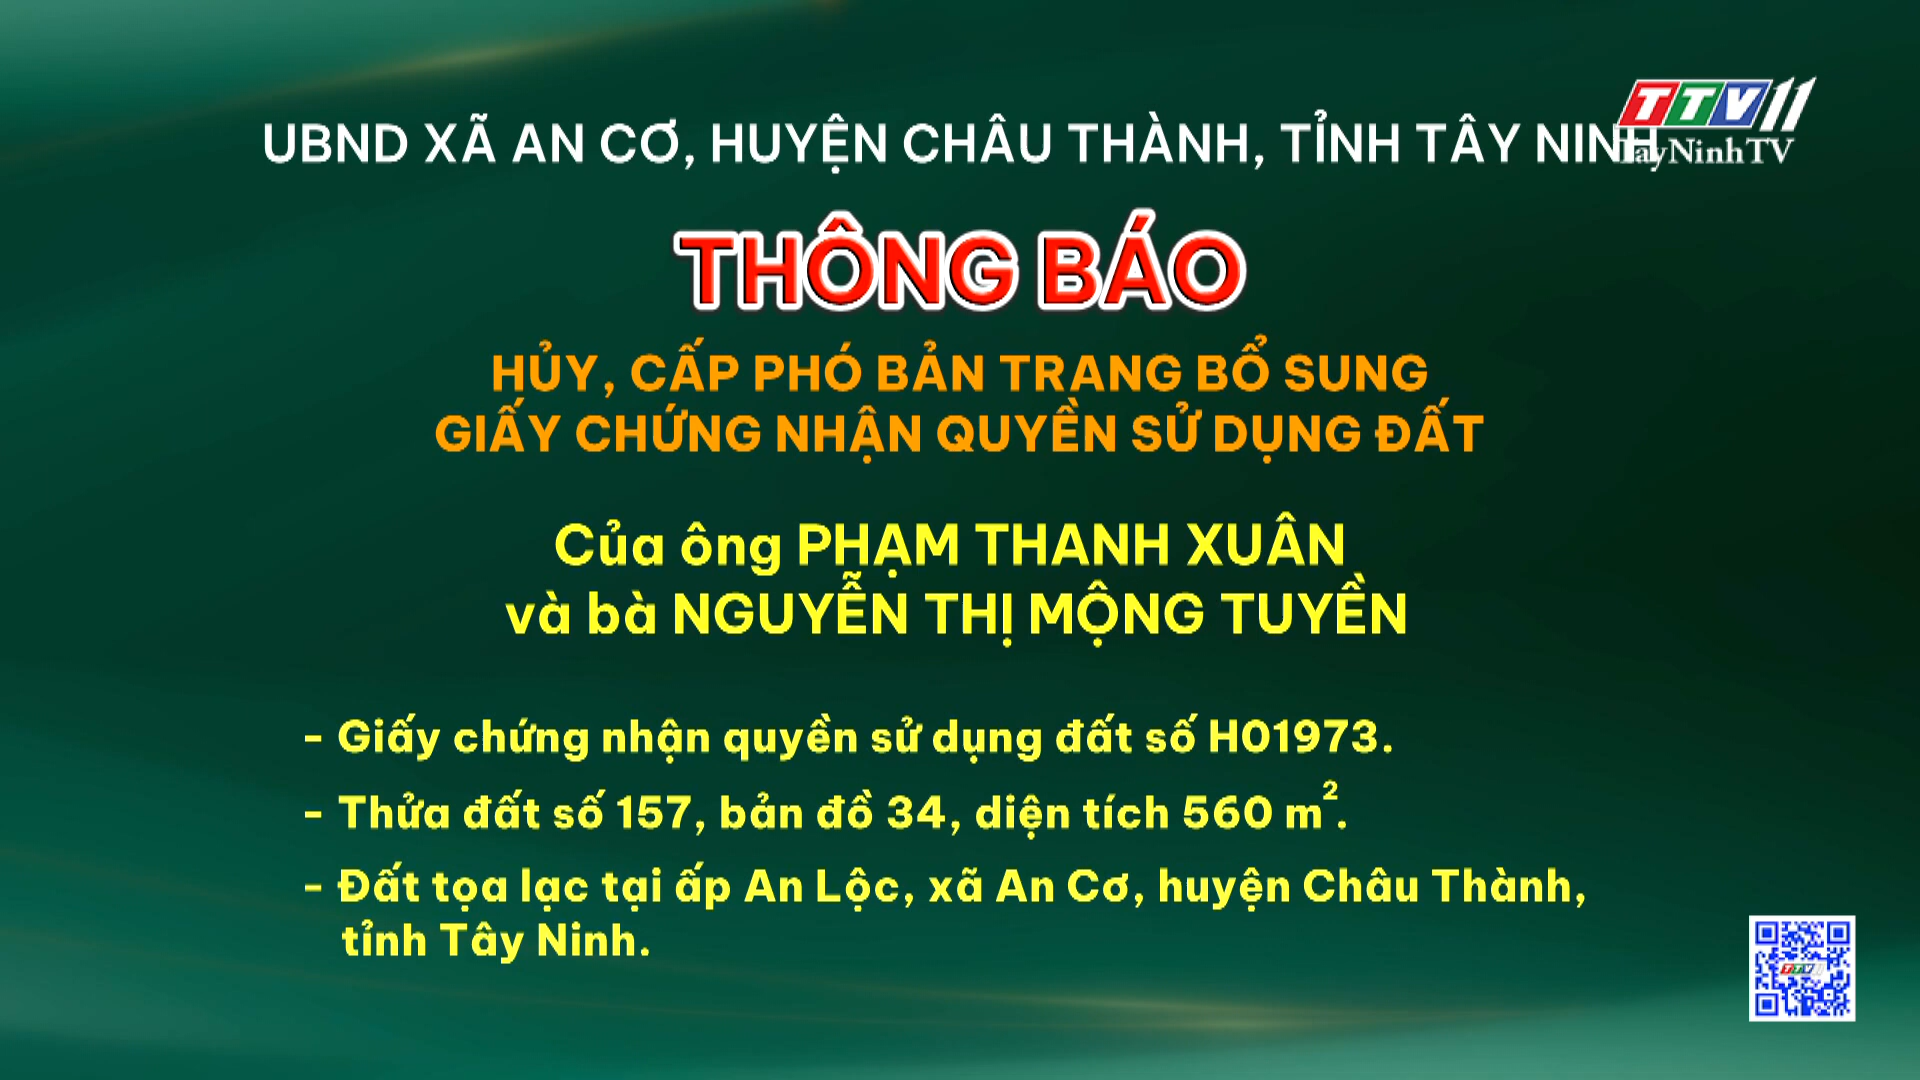 TTV11
TâyNinhTV
UBND XÃ AN CƠ, HUYỆN CHÂU THÀNH, TỈNH TÂY NINH
THÔNG BÁO
HỦY, CẤP PHÓ BẢN TRANG BỔ SUNG
GIẤY CHỨNG NHẬN QUYỀN SỬ DỤNG ĐẤT
Của ông PHẠM THANH XUÂN
và bà NGUYỄN THỊ MỘNG TUYỀN
- Giấy chứng nhận quyền sử dụng đất số H01973.
- Thửa đất số 157, bản đồ 34, diện tích 560 m².
- Đất tọa lạc tại ấp An Lộc, xã An Cơ, huyện Châu Thành,
tỉnh Tây Ninh.
TTV11